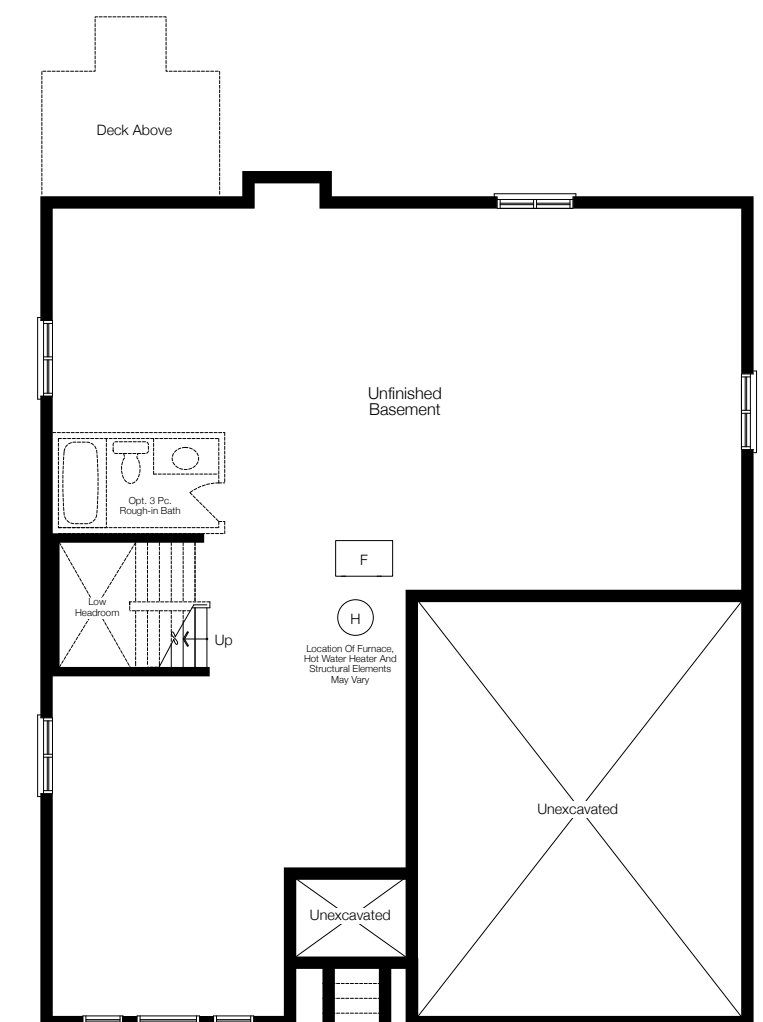 Deck Above
Unfinished
Basement
Opt. 3 Pc.
Rough-in Bath
F
Low
Headroom
H
Up
Location Of Furnace,
Hot Water Heater And
Structural Elements
May Vary
Unexcavated
Unexcavated